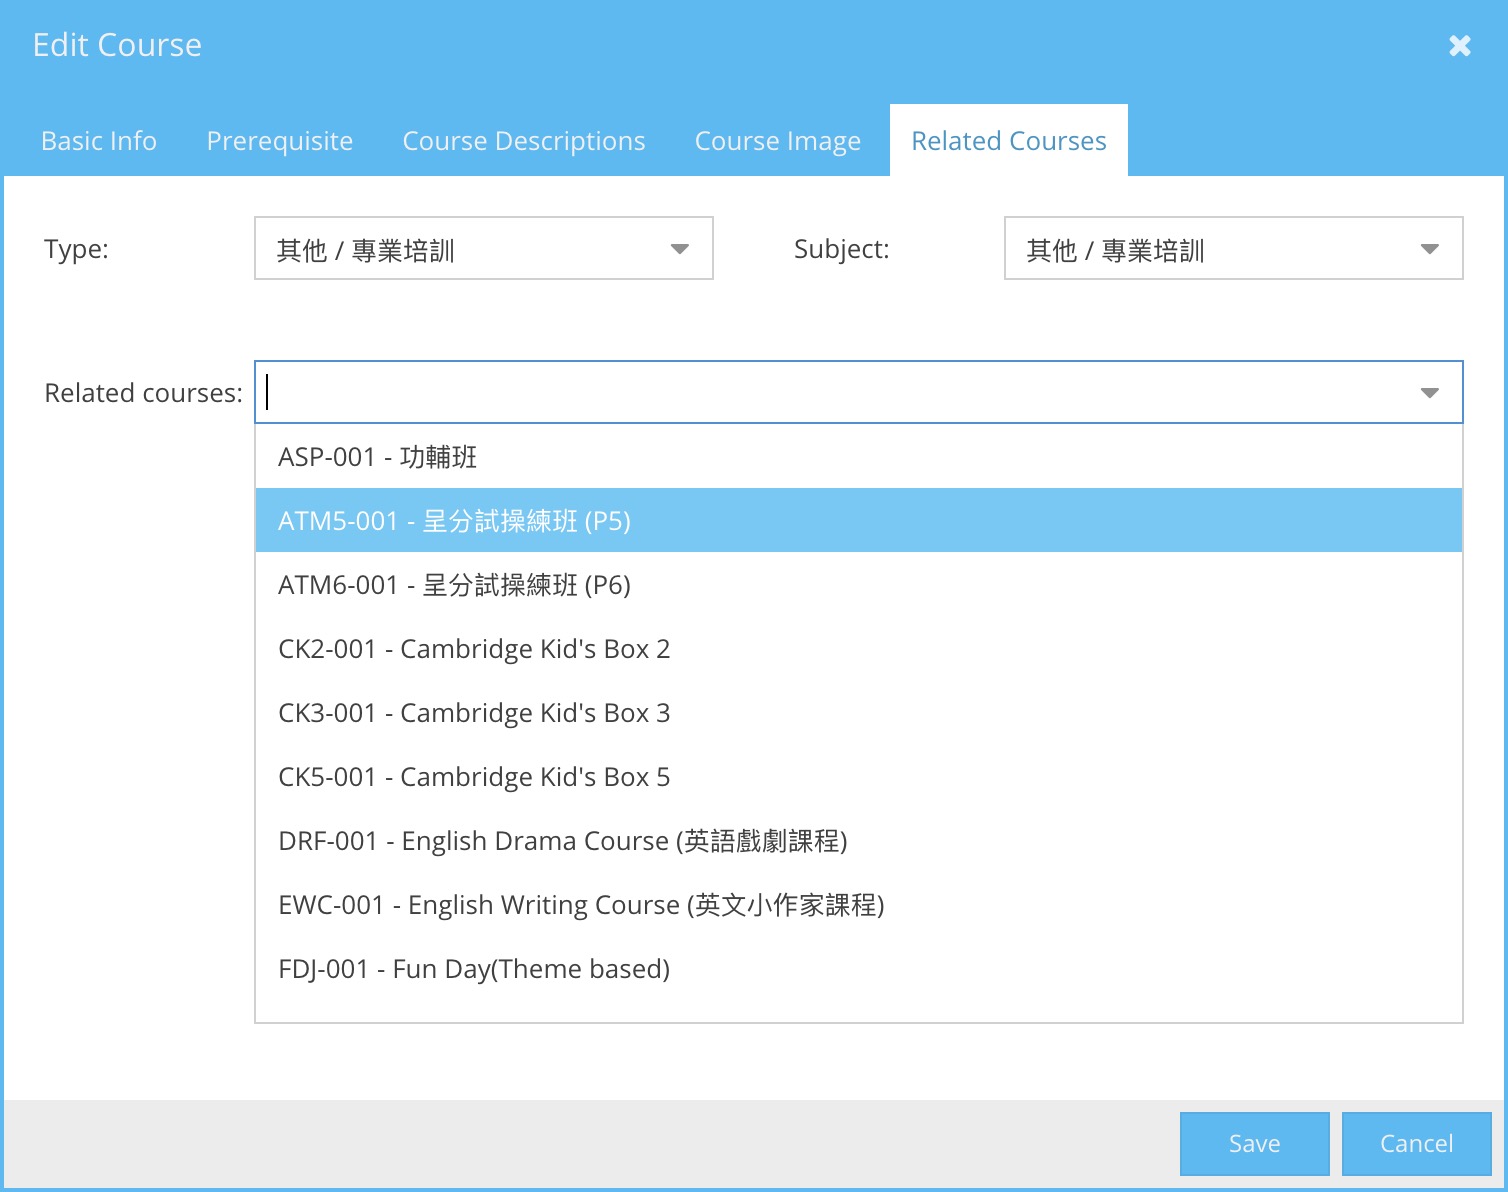 Edit Course
Basic Info Prerequisite Course Descriptions Course Image Related Courses
Type: 其他 / 專業培訓 Subject: 其他 / 專業培訓
Related courses:
ASP-001 - 功輔班
ATM5-001 - 呈分試操練班 (P5)
ATM6-001 - 呈分試操練班 (P6)
CK2-001 - Cambridge Kid's Box 2
CK3-001 - Cambridge Kid's Box 3
CK5-001 - Cambridge Kid's Box 5
DRF-001 - English Drama Course (英語戲劇課程)
EWC-001 - English Writing Course (英文小作家課程)
FDJ-001 - Fun Day(Theme based)
Save Cancel